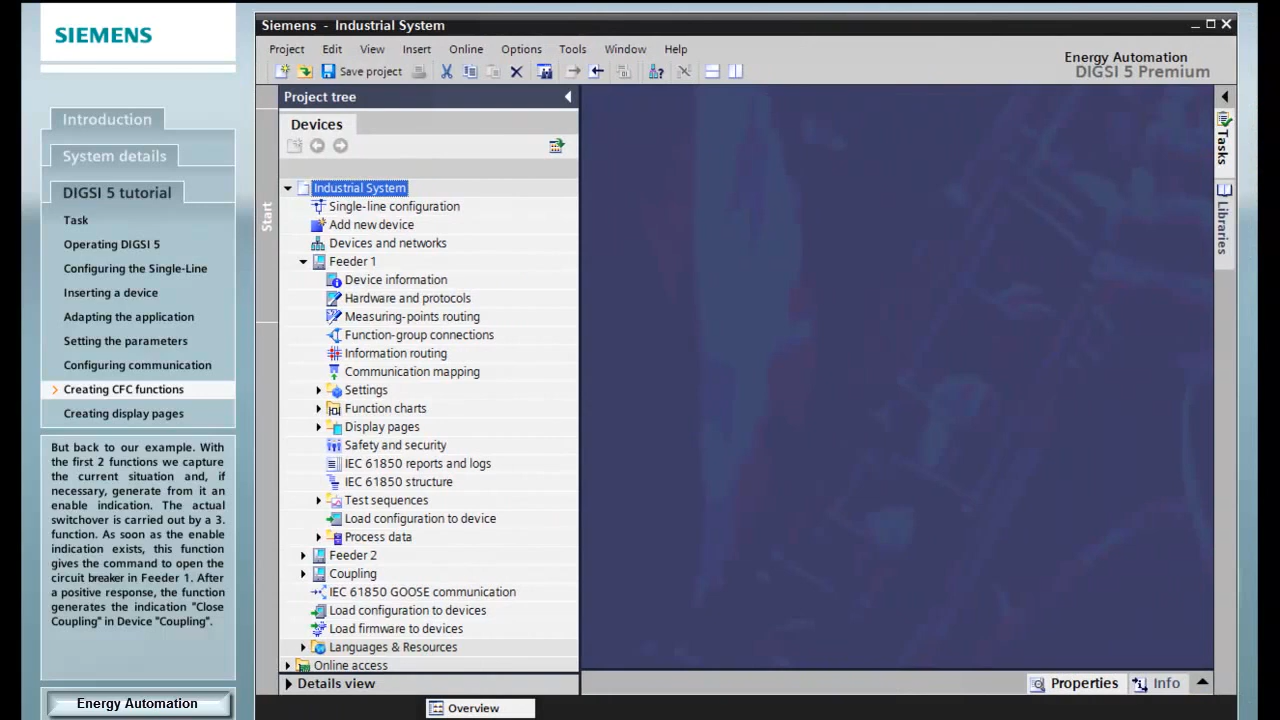 SIEMENS
Introduction
System details
DIGSI 5 tutorial
Task
Operating DIGSI 5
Configuring the Single-Line
Inserting a device
Adapting the application
Setting the parameters
Configuring communication
Creating CFC functions
Creating display pages
But back to our example. With
the first 2 functions we capture
the current situation and, if
necessary, generate from it an
enable indication. The actual
switchover is carried out by a 3.
function. As soon as the enable
indication exists, this function
gives the command to open the
circuit breaker in Feeder 1. After
a positive response, the function
generates the indication "Close
Coupling" in Device "Coupling".
Energy Automation
Siemens - Industrial System
Project Edit View Insert Online Options Tools Window Help
Save project
Energy Automation
DIGSI 5 Premium
Start
Project tree
Devices
Industrial System
Single-line configuration
Add new device
Devices and networks
Feeder 1
Device information
Hardware and protocols
Measuring-points routing
Function-group connections
Information routing
Communication mapping
Settings
Function charts
Display pages
Safety and security
IEC 61850 reports and logs
IEC 61850 structure
Test sequences
Load configuration to device
Process data
Feeder 2
Coupling
IEC 61850 GOOSE communication
Load configuration to devices
Load firmware to devices
Languages & Resources
Online access
Details view
Overview
Properties
Info
Tasks
Libraries